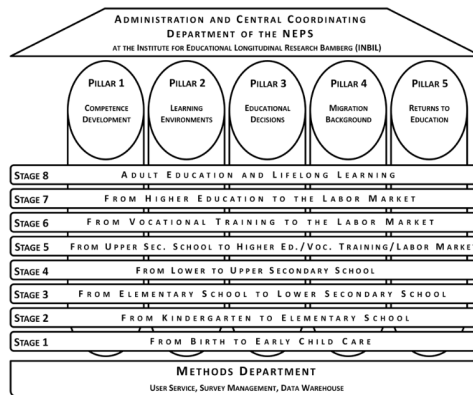 ADMINISTRATION AND CENTRAL COORDINATING
DEPARTMENT OF THE NEPS
AT THE INSTITUTE FOR EDUCATIONAL LONGITUDINAL RESEARCH BAMBERG (INBIL)
PILLAR 1
COMPETENCE
DEVELOPMENT
PILLAR 2
LEARNING
ENVIRONMENTS
PILLAR 3
EDUCATIONAL
DECISIONS
PILLAR 4
MIGRATION
BACKGROUND
PILLAR 5
RETURNS TO
EDUCATION
STAGE 8 ADULT EDUCATION AND LIFELONG LEARNING
STAGE 7 FROM HIGHER EDUCATION TO THE LABOR MARKET
STAGE 6 FROM VOCATIONAL TRAINING TO THE LABOR MARKET
STAGE 5 FROM UPPER SEC. SCHOOL TO HIGHER ED./VOC. TRAINING/LABOR MARKET
STAGE 4 FROM LOWER TO UPPER SECONDARY SCHOOL
STAGE 3 FROM ELEMENTARY SCHOOL TO LOWER SECONDARY SCHOOL
STAGE 2 FROM KINDERGARTEN TO ELEMENTARY SCHOOL
STAGE 1 FROM BIRTH TO EARLY CHILD CARE
METHODS DEPARTMENT
USER SERVICE, SURVEY MANAGEMENT, DATA WAREHOUSE